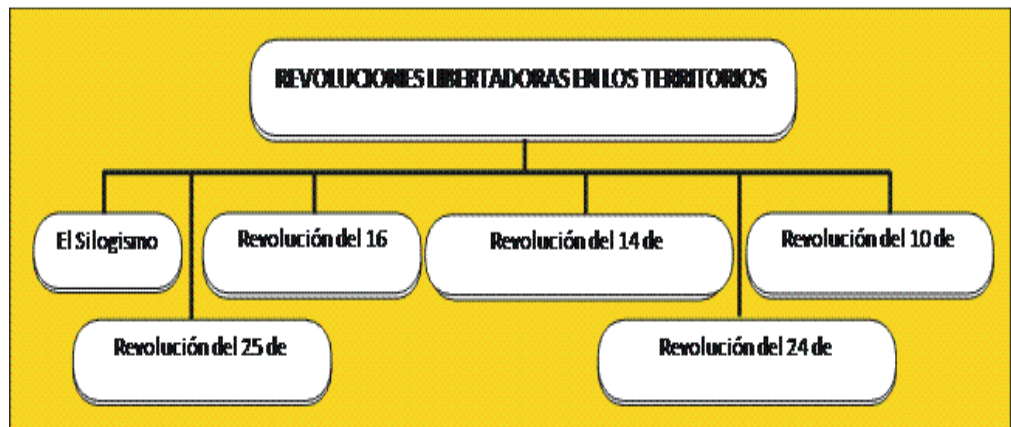 REVOLUCIONES LIBERTADORAS EN LOS TERRITORIOS
El Silogismo
Revolución del 16
Revolución del 14 de
Revolución del 10 de
Revolución del 25 de
Revolución del 24 de